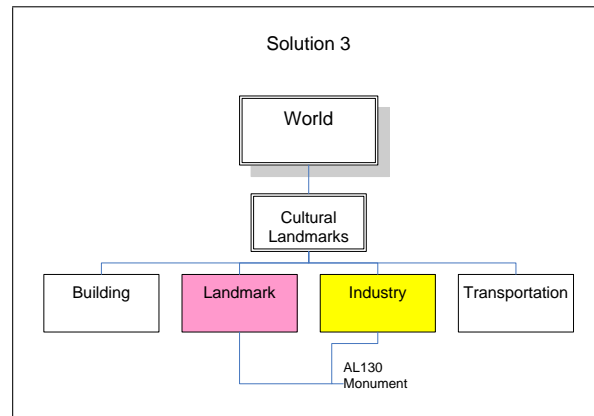 Solution 3
World
Cultural
Landmarks
Building
Landmark
Industry
Transportation
AL130
Monument